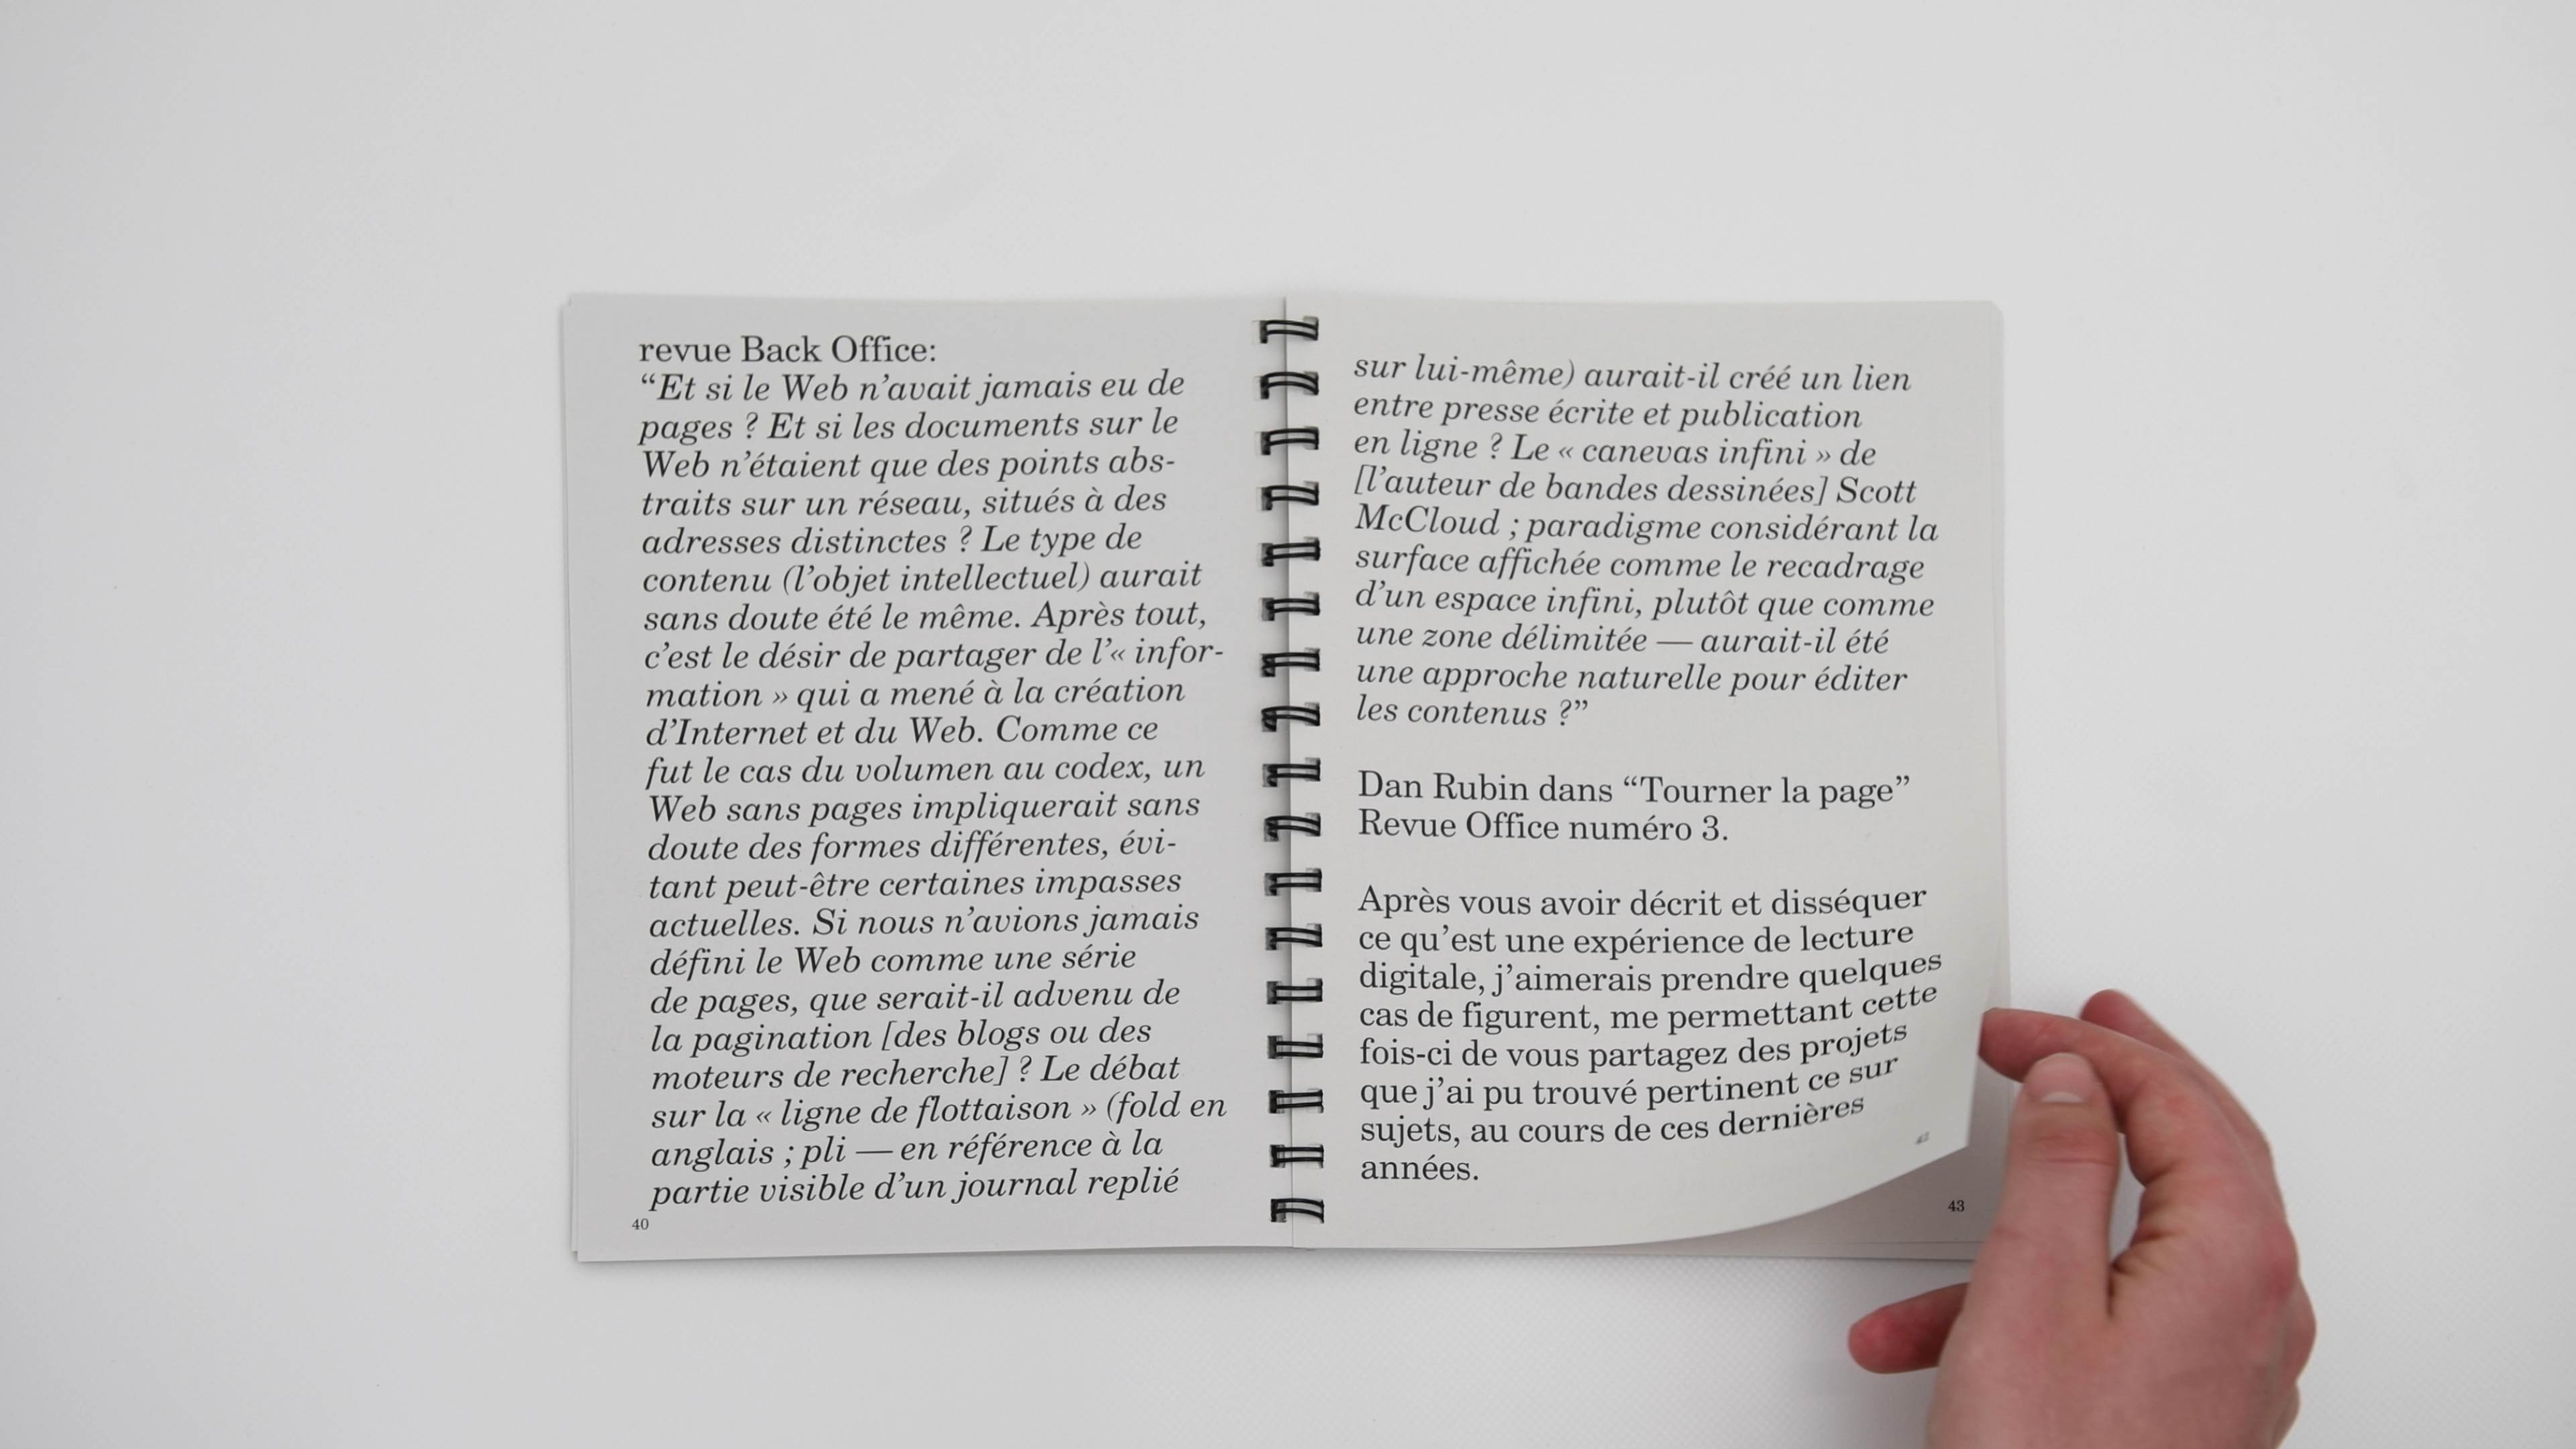 revue Back Office:
“Et si le Web n’avait jamais eu de
pages ? Et si les documents sur le
Web n’étaient que des points abs-
traits sur un réseau, situés à des
adresses distinctes ? Le type de
contenu (l’objet intellectuel) aurait
sans doute été le même. Après tout,
c’est le désir de partager de l’« infor-
mation » qui a mené à la création
d’Internet et du Web. Comme ce
fut le cas du volumen au codex, un
Web sans pages impliquerait sans
doute des formes différentes, évi-
tant peut-être certaines impasses
actuelles. Si nous n’avions jamais
défini le Web comme une série
de pages, que serait-il advenu de
la pagination [des blogs ou des
moteurs de recherche] ? Le débat
sur la « ligne de flottaison » (fold en
anglais ; pli — en référence à la
partie visible d’un journal replié
40
sur lui-même) aurait-il créé un lien
entre presse écrite et publication
en ligne ? Le « canevas infini » de
[l’auteur de bandes dessinées] Scott
McCloud ; paradigme considérant la
surface affichée comme le recadrage
d’un espace infini, plutôt que comme
une zone délimitée — aurait-il été
une approche naturelle pour éditer
les contenus ?”
Dan Rubin dans “Tourner la page”
Revue Office numéro 3.
Après vous avoir décrit et disséquer
ce qu’est une expérience de lecture
digitale, j’aimerais prendre quelques
cas de figurent, me permettant cette
fois-ci de vous partagez des projets
que j’ai pu trouvé pertinent ce sur
sujets, au cours de ces dernières
années.
43